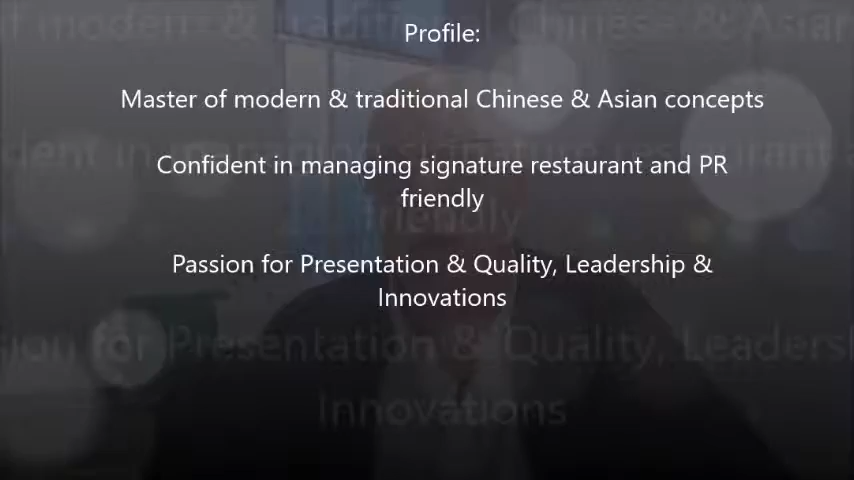 Profile:
Master of modern & traditional Chinese & Asian concepts
Confident in managing signature restaurant and PR
friendly
Passion for Presentation & Quality, Leadership &
Innovations